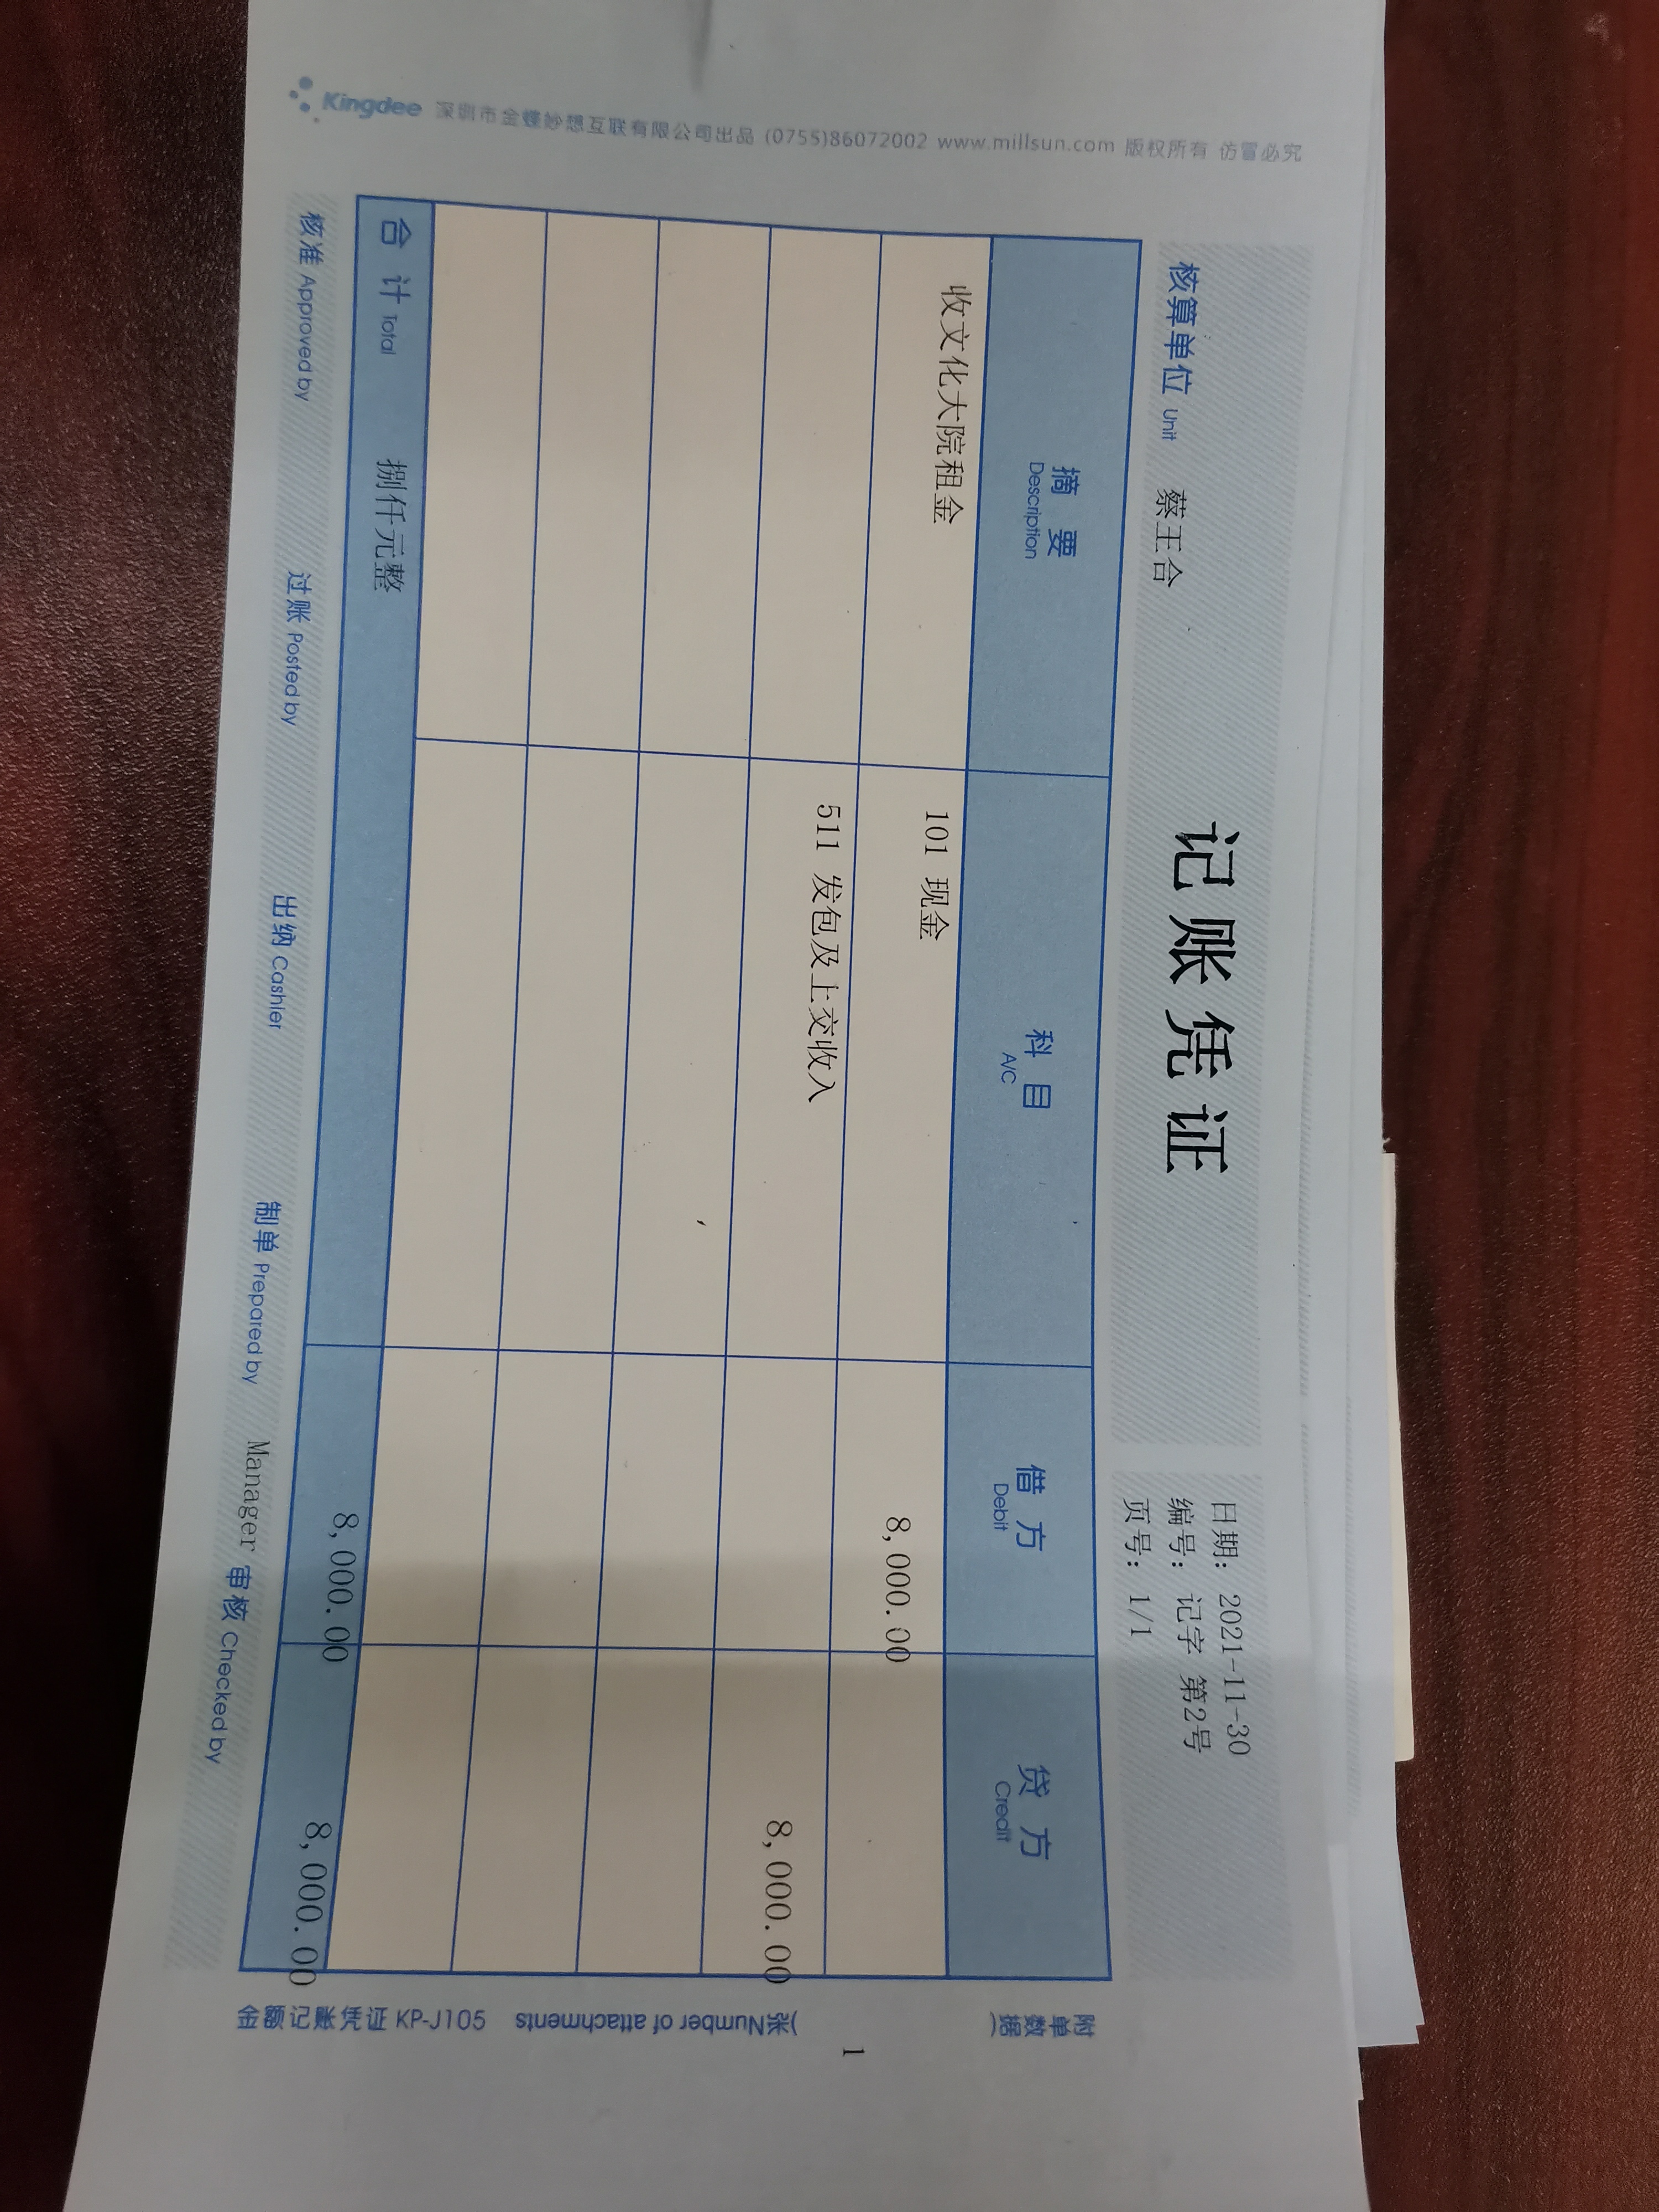 记账凭证
日期： 2021-11-30
编号： 记字 第2号
页号： 1/1
核算单位 Unit 蔡王合
摘要 科目 借方 贷方
Description A/C Debit Credit
收文化大院租金 101 现金 8,000.00
511 发包及上交收入 8,000.00
合计 Total 捌仟元整 8,000.00 8,000.00
核准 Approved by 过账 Posted by 出纳 Cashier 制单 Prepared by Manager 审核 Checked by
附单据数( 1 )张 Number of attachments
金额记账凭证 KP-J105
Kingdee 深圳市金蝶妙想互联有限公司出品 (0755)86072002 www.millsun.com 版权所有 仿冒必究